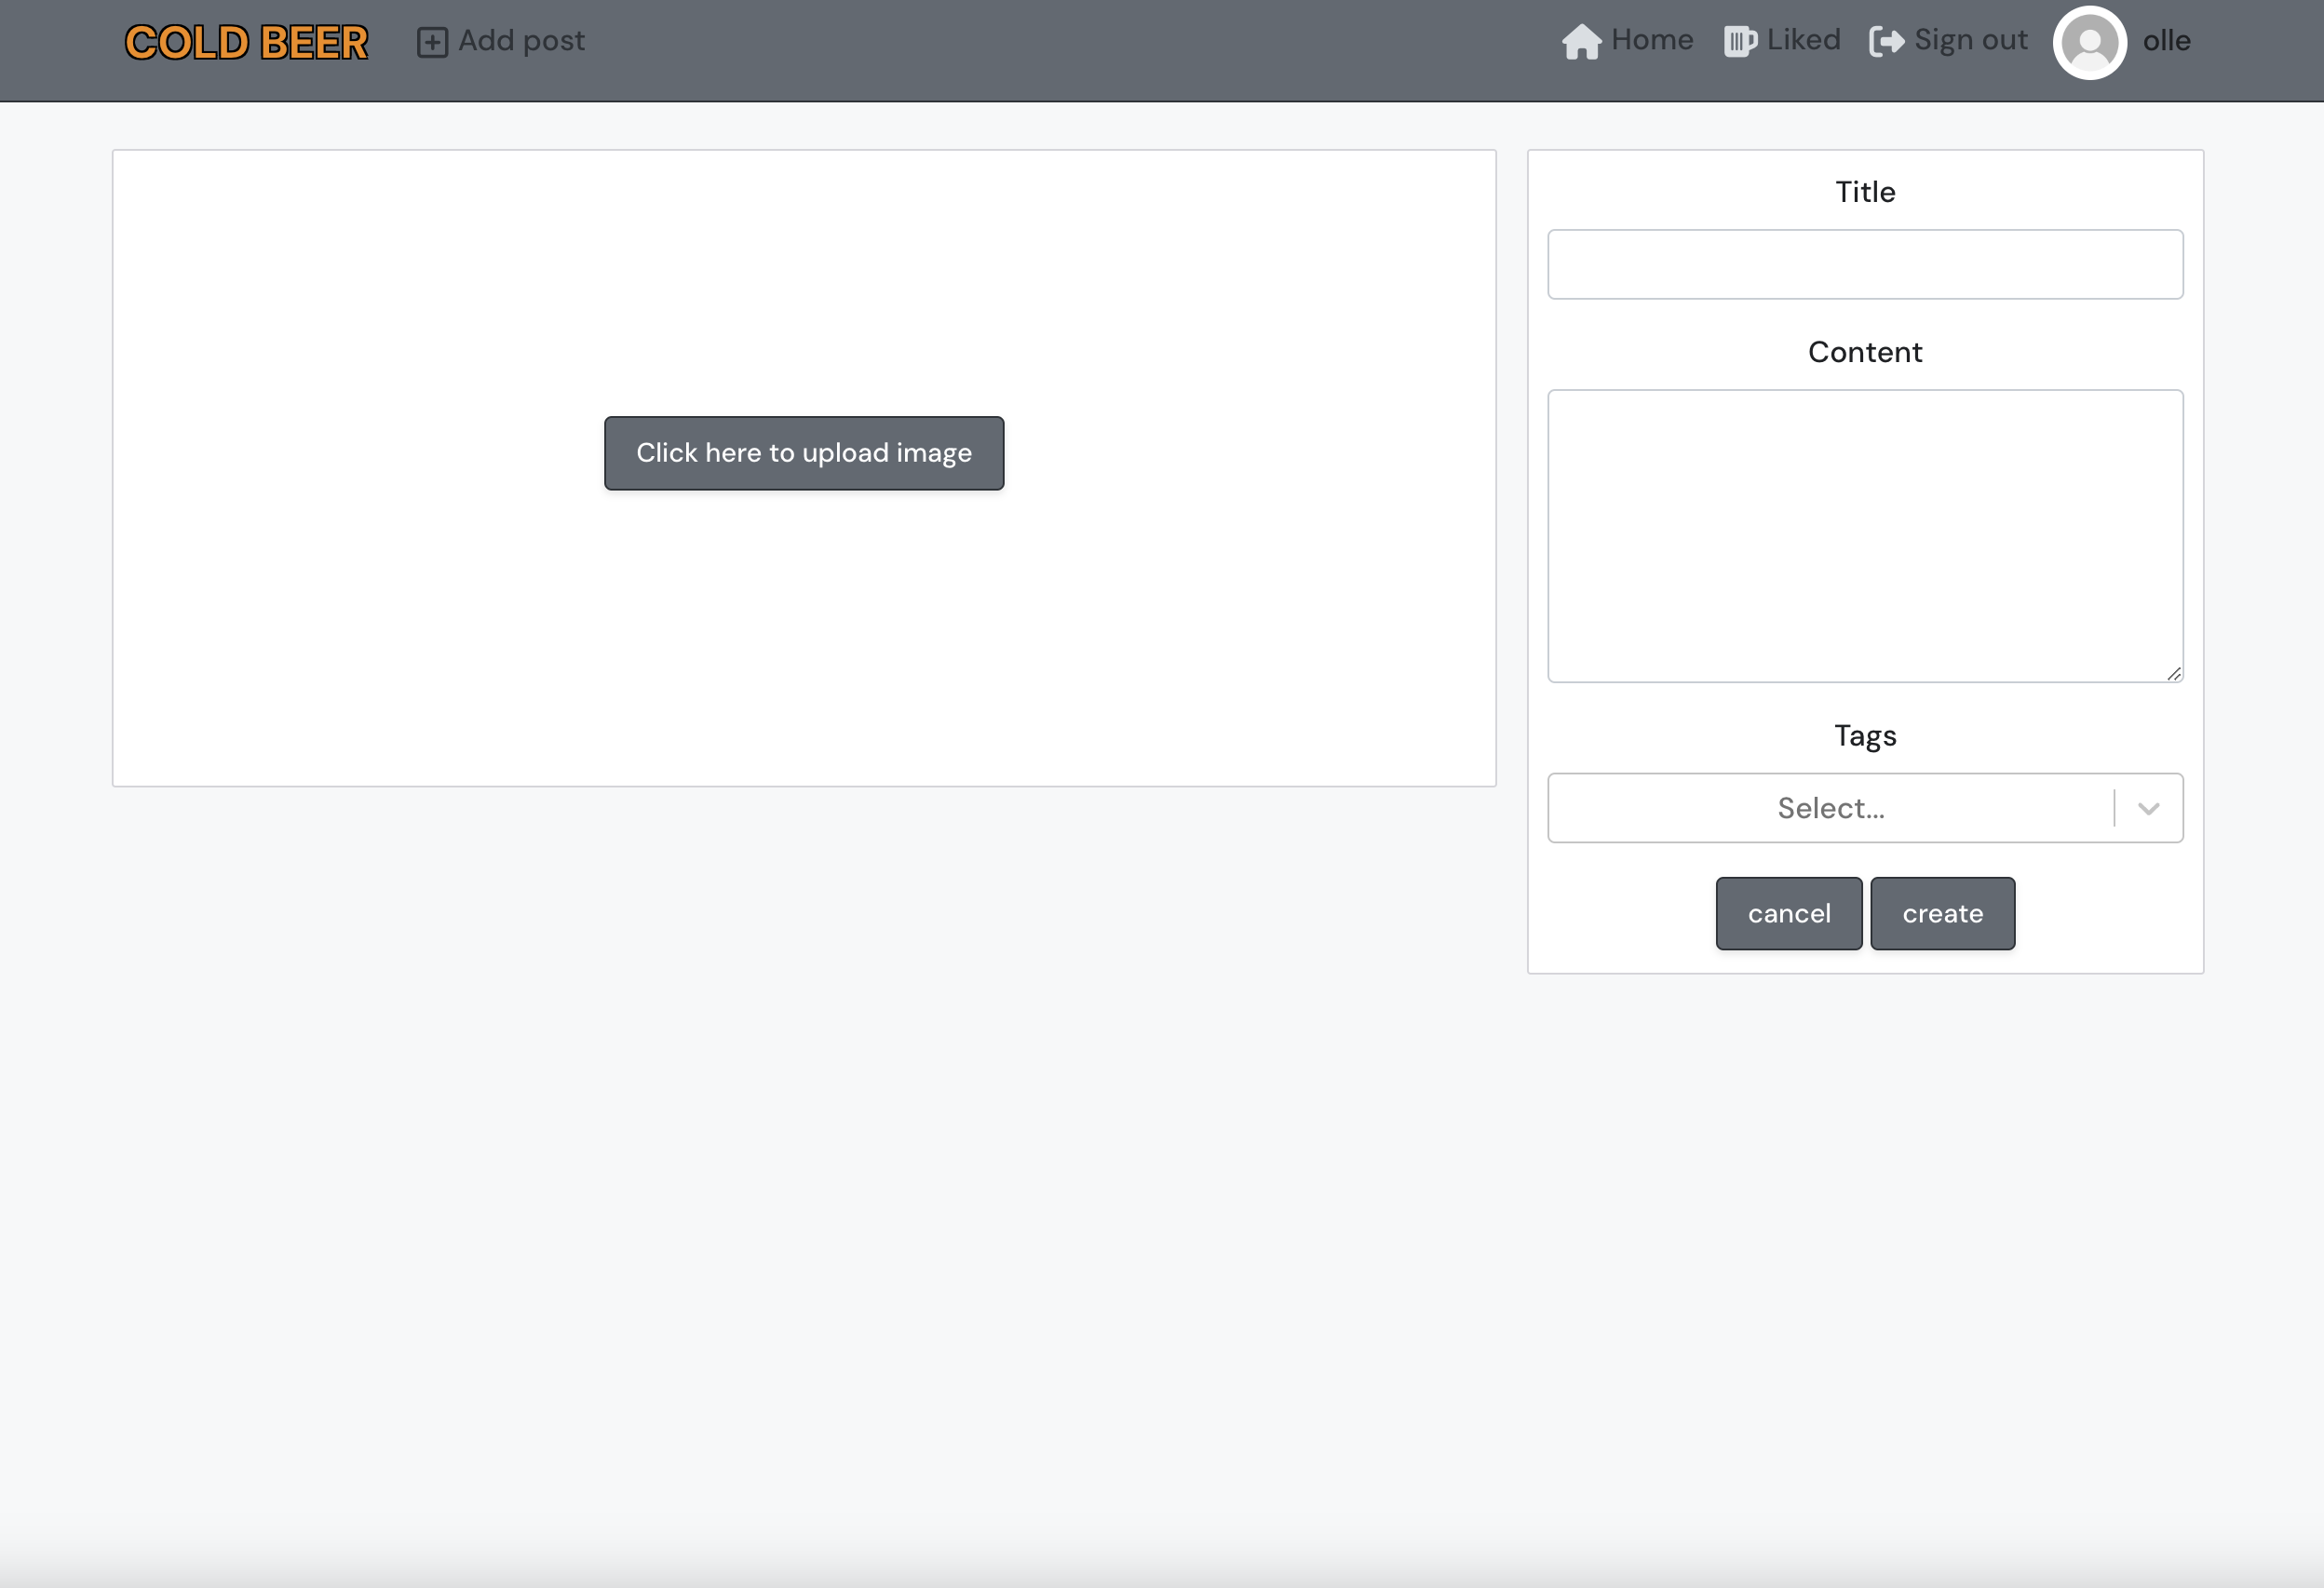 COLD BEER
Add post
Home
Liked
Sign out
olle
Click here to upload image
Title
Content
Tags
Select...
cancel
create